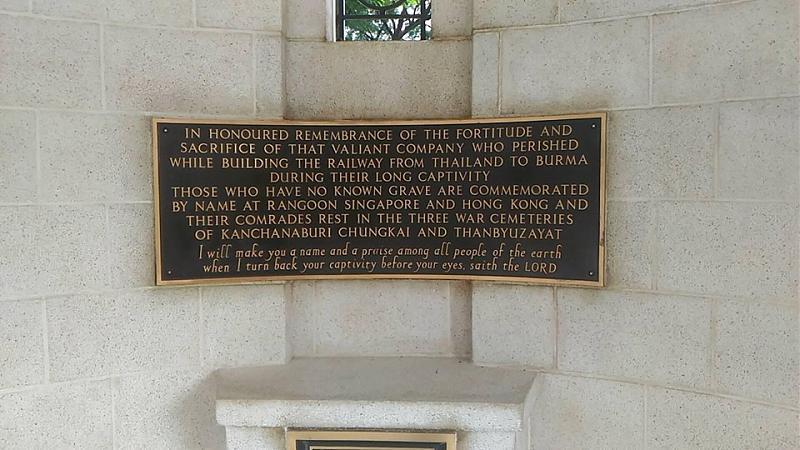 IN HONOURED REMEMBRANCE OF THE FORTITUDE AND
SACRIFICE OF THAT VALIANT COMPANY WHO PERISHED
WHILE BUILDING THE RAILWAY FROM THAILAND TO BURMA
DURING THEIR LONG CAPTIVITY
THOSE WHO HAVE NO KNOWN GRAVE ARE COMMEMORATED
BY NAME AT RANGOON SINGAPORE AND HONG KONG AND
THEIR COMRADES REST IN THE THREE WAR CEMETERIES
OF KANCHANABURI CHUNGKAI AND THANBYUZAYAT
I will make you a name and a praise among all people of the earth
when I turn back your captivity before your eyes, saith the LORD